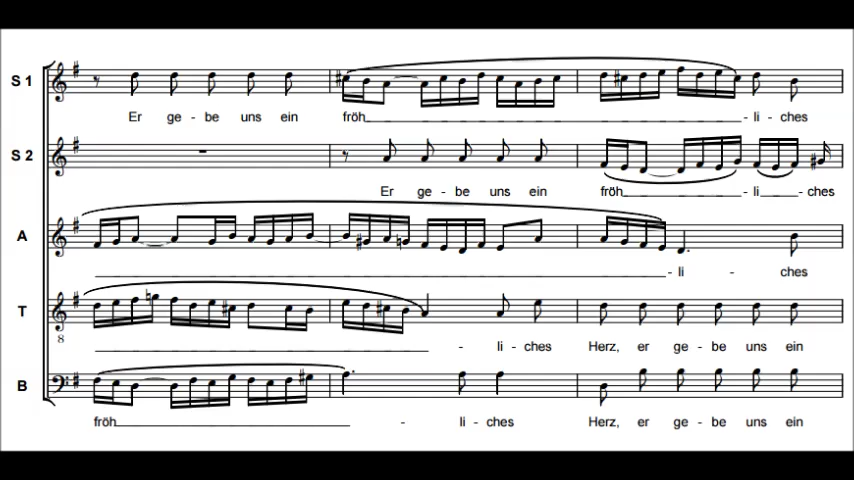 S 1
Er ge - be uns ein fröh - li - ches
S 2
Er ge - be uns ein fröh - li - ches
A
- li - ches
T
8
- li - ches Herz, er ge - be uns ein
B
fröh - li - ches Herz, er ge - be uns ein